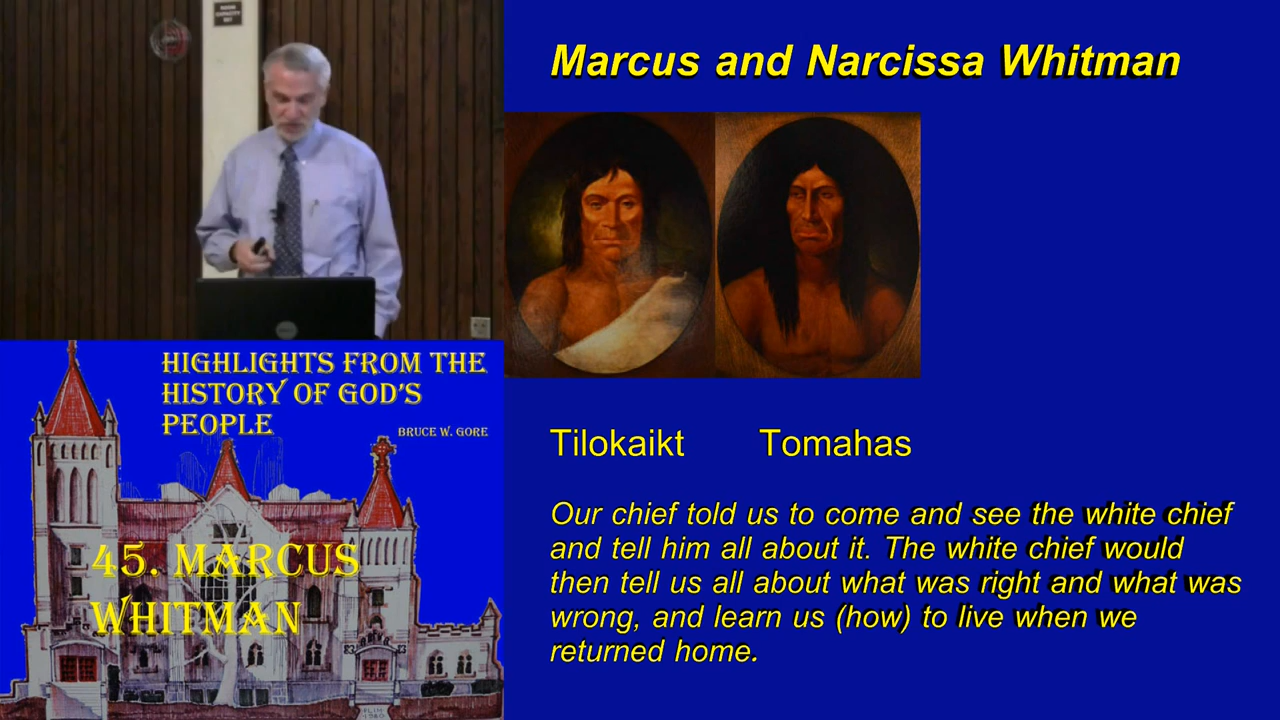 Marcus and Narcissa Whitman
HIGHLIGHTS FROM THE
HISTORY OF GOD'S
PEOPLE
BRUCE W. GORE
45. MARCUS
WHITMAN
Tilokaikt Tomahas
Our chief told us to come and see the white chief
and tell him all about it. The white chief would
then tell us all about what was right and what was
wrong, and learn us (how) to live when we
returned home.